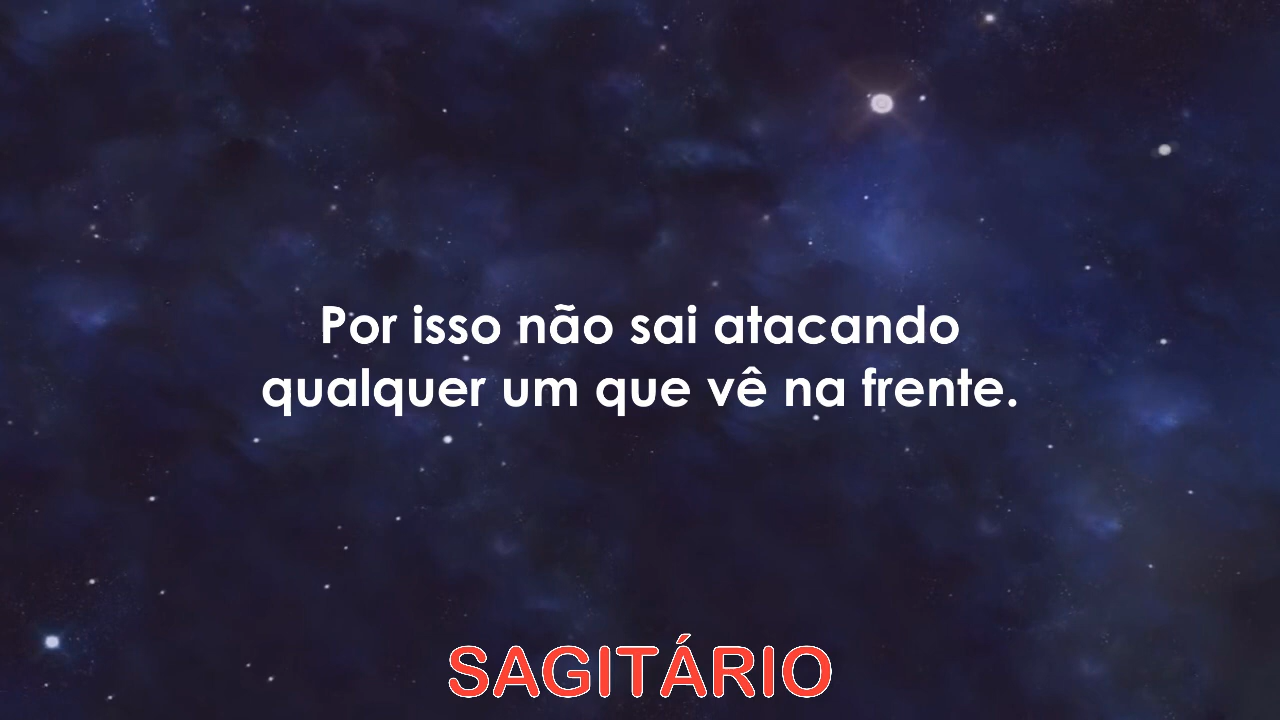 Por isso não sai atacando
qualquer um que vê na frente.
SAGITÁRIO